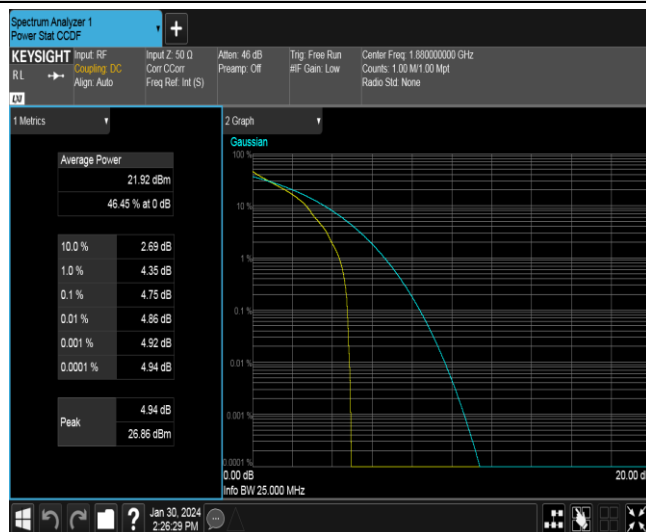 Spectrum Analyzer 1
Power Stat CCDF
+
KEYSIGHT
RL
LXI
Input: RF
Coupling: DC
Align: Auto
Input Z: 50 Ω
Corr CCorr
Freq Ref: Int (S)
Atten: 46 dB
Preamp: Off
Trig: Free Run
#IF Gain: Low
Center Freq: 1.880000000 GHz
Counts: 1.00 M/1.00 Mpt
Radio Std: None
1 Metrics
Average Power
21.92 dBm
46.45 % at 0 dB
10.0 % 2.69 dB
1.0 % 4.35 dB
0.1 % 4.75 dB
0.01 % 4.86 dB
0.001 % 4.92 dB
0.0001 % 4.94 dB
Peak
4.94 dB
26.86 dBm
2 Graph
Gaussian
100 %
10 %
1 %
0.1 %
0.01 %
0.001 %
0.0001 %
0.00 dB
20.00 d
Info BW 25.000 MHz
?
Jan 30, 2024
2:26:29 PM